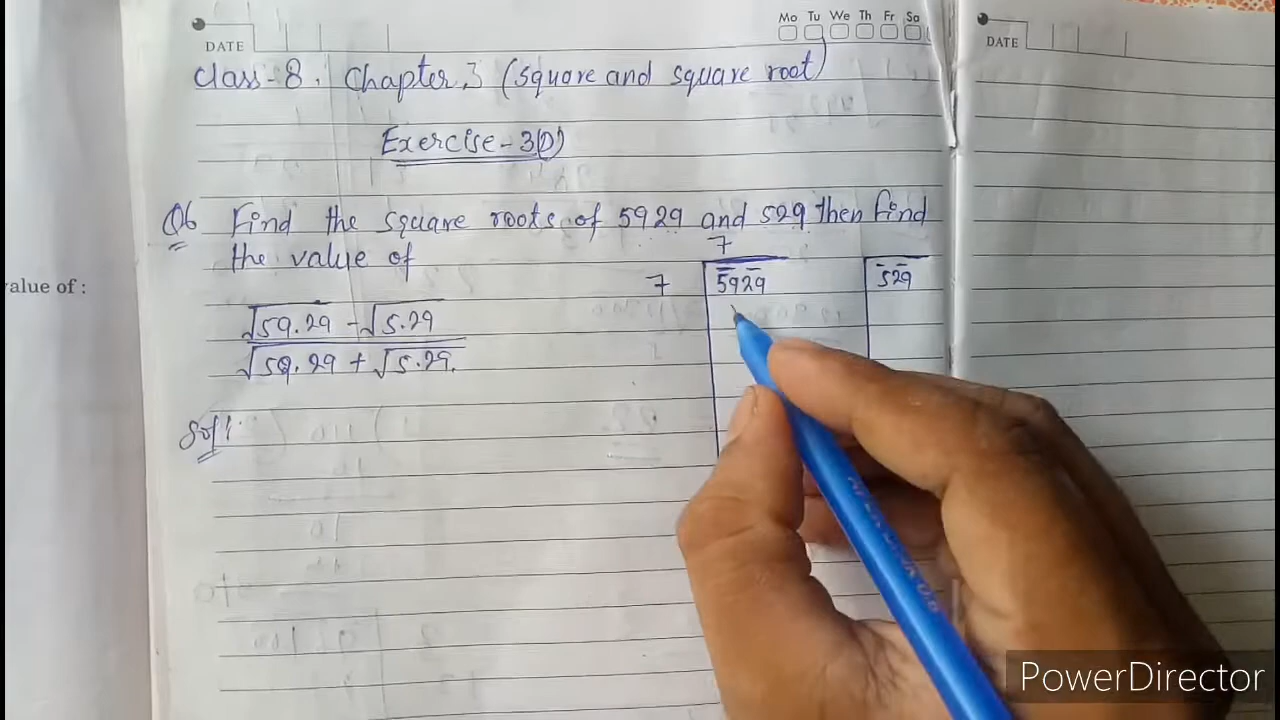 Mo Tu We Th Fr Sa
DATE
DATE
Class-8. Chapter.3 (square and square root)
Exercise-3(D)
Q6 Find the square roots of 5929 and 529 then find
the value of
7
7 5929
529
√59.29 - √5.29
√59.29 + √5.29.
Sol:
alue of :
PowerDirector